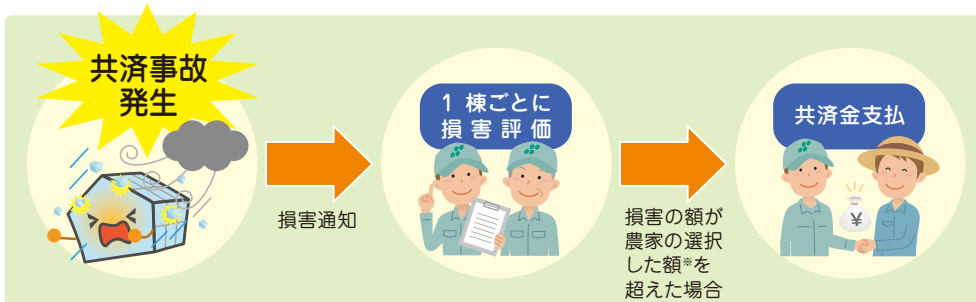 共済事故
発生
損害通知
1 棟ごとに
損害評価
損害の額が
農家の選択
した額※を
超えた場合
共済金支払
¥